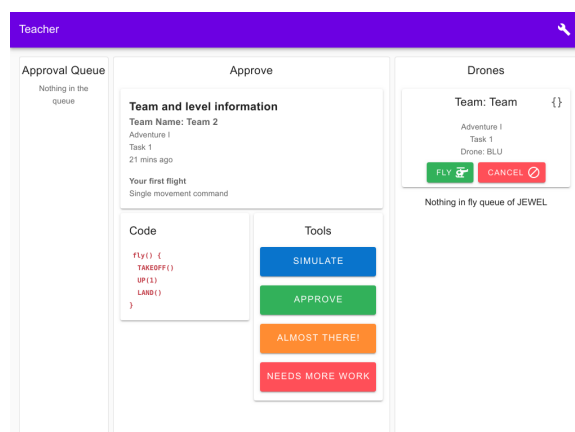 Teacher
Approval Queue
Nothing in the
queue
Approve
Team and level information
Team Name: Team 2
Adventure I
Task 1
21 mins ago
Your first flight
Single movement command
Code
fly() {
TAKEOFF()
UP(1)
LAND()
}
Tools
SIMULATE
APPROVE
ALMOST THERE!
NEEDS MORE WORK
Drones
Team: Team {}
Adventure I
Task 1
Drone: BLU
FLY CANCEL
Nothing in fly queue of JEWEL